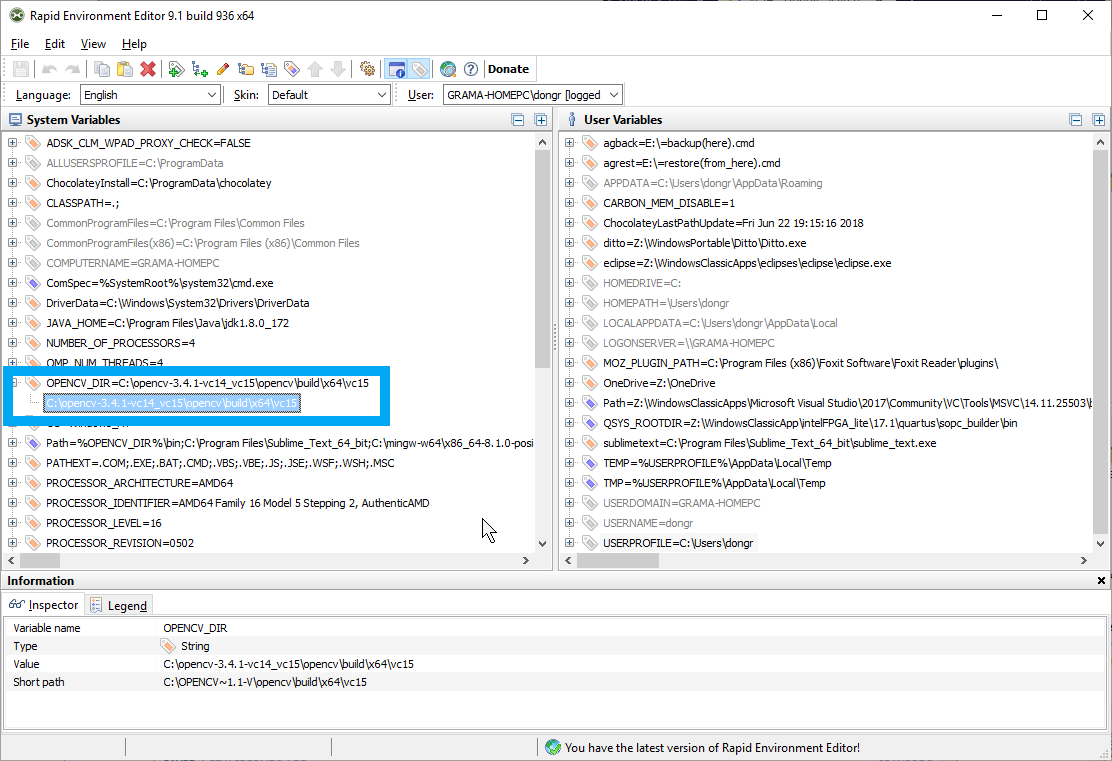 Rapid Environment Editor 9.1 build 936 x64
File Edit View Help
Donate
Language: English Skin: Default User: GRAMA-HOMEPC\dongr [logged
System Variables
ADSK_CLM_WPAD_PROXY_CHECK=FALSE
ALLUSERSPROFILE=C:\ProgramData
ChocolateyInstall=C:\ProgramData\chocolatey
CLASSPATH=.;
CommonProgramFiles=C:\Program Files\Common Files
CommonProgramFiles(x86)=C:\Program Files (x86)\Common Files
COMPUTERNAME=GRAMA-HOMEPC
ComSpec=%SystemRoot%\system32\cmd.exe
DriverData=C:\Windows\System32\Drivers\DriverData
JAVA_HOME=C:\Program Files\Java\jdk1.8.0_172
NUMBER_OF_PROCESSORS=4
OMP_NUM_THREADS=4
OPENCV_DIR=C:\opencv-3.4.1-vc14_vc15\opencv\build\x64\vc15
C:\opencv-3.4.1-vc14_vc15\opencv\build\x64\vc15
Path=%OPENCV_DIR%\bin;C:\Program Files\Sublime_Text_64_bit;C:\mingw-w64\x86_64-8.1.0-posi
PATHEXT=.COM;.EXE;.BAT;.CMD;.VBS;.VBE;.JS;.JSE;.WSF;.WSH;.MSC
PROCESSOR_ARCHITECTURE=AMD64
PROCESSOR_IDENTIFIER=AMD64 Family 16 Model 5 Stepping 2, AuthenticAMD
PROCESSOR_LEVEL=16
PROCESSOR_REVISION=0502
User Variables
agback=E:\=backup(here).cmd
agrest=E:\=restore(from_here).cmd
APPDATA=C:\Users\dongr\AppData\Roaming
CARBON_MEM_DISABLE=1
ChocolateyLastPathUpdate=Fri Jun 22 19:15:16 2018
ditto=Z:\WindowsPortable\Ditto\Ditto.exe
eclipse=Z:\WindowsClassicApps\eclipses\eclipse\eclipse.exe
HOMEDRIVE=C:
HOMEPATH=\Users\dongr
LOCALAPPDATA=C:\Users\dongr\AppData\Local
LOGONSERVER=\\GRAMA-HOMEPC
MOZ_PLUGIN_PATH=C:\Program Files (x86)\Foxit Software\Foxit Reader\plugins\
OneDrive=Z:\OneDrive
Path=Z:\WindowsClassicApps\Microsoft Visual Studio\2017\Community\VC\Tools\MSVC\14.11.25503\b
QSYS_ROOTDIR=Z:\WindowsClassicApp\intelFPGA_lite\17.1\quartus\sopc_builder\bin
sublimetext=C:\Program Files\Sublime_Text_64_bit\sublime_text.exe
TEMP=%USERPROFILE%\AppData\Local\Temp
TMP=%USERPROFILE%\AppData\Local\Temp
USERDOMAIN=GRAMA-HOMEPC
USERNAME=dongr
USERPROFILE=C:\Users\dongr
Information
Inspector Legend
Variable name OPENCV_DIR
Type String
Value C:\opencv-3.4.1-vc14_vc15\opencv\build\x64\vc15
Short path C:\OPENCV~1.1-V\opencv\build\x64\vc15
You have the latest version of Rapid Environment Editor!